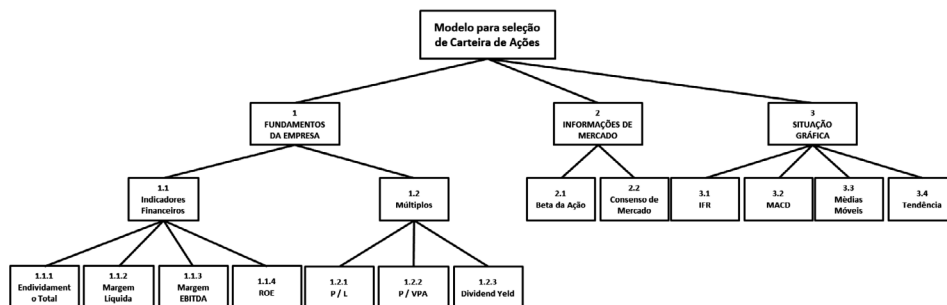 Modelo para seleção
de Carteira de Ações
1
FUNDAMENTOS
DA EMPRESA
2
INFORMAÇÕES DE
MERCADO
3
SITUAÇÃO
GRÁFICA
1.1
Indicadores
Financeiros
1.2
Múltiplos
2.1
Beta da Ação
2.2
Consenso de
Mercado
3.1
IFR
3.2
MACD
3.3
Médias
Móveis
3.4
Tendência
1.1.1
Endividament
o Total
1.1.2
Margem
Líquida
1.1.3
Margem
EBITDA
1.1.4
ROE
1.2.1
P / L
1.2.2
P / VPA
1.2.3
Dividend Yeld